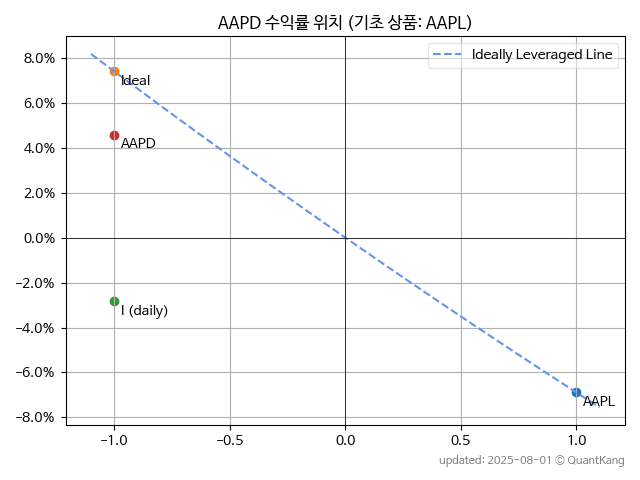 AAPD 수익률 위치 (기초 상품: AAPL)
Ideally Leveraged Line
8.0%
6.0%
4.0%
2.0%
0.0%
−2.0%
−4.0%
−6.0%
−8.0%
Ideal
AAPD
I (daily)
AAPL
−1.0
−0.5
0.0
0.5
1.0
updated: 2025-08-01 © QuantKang